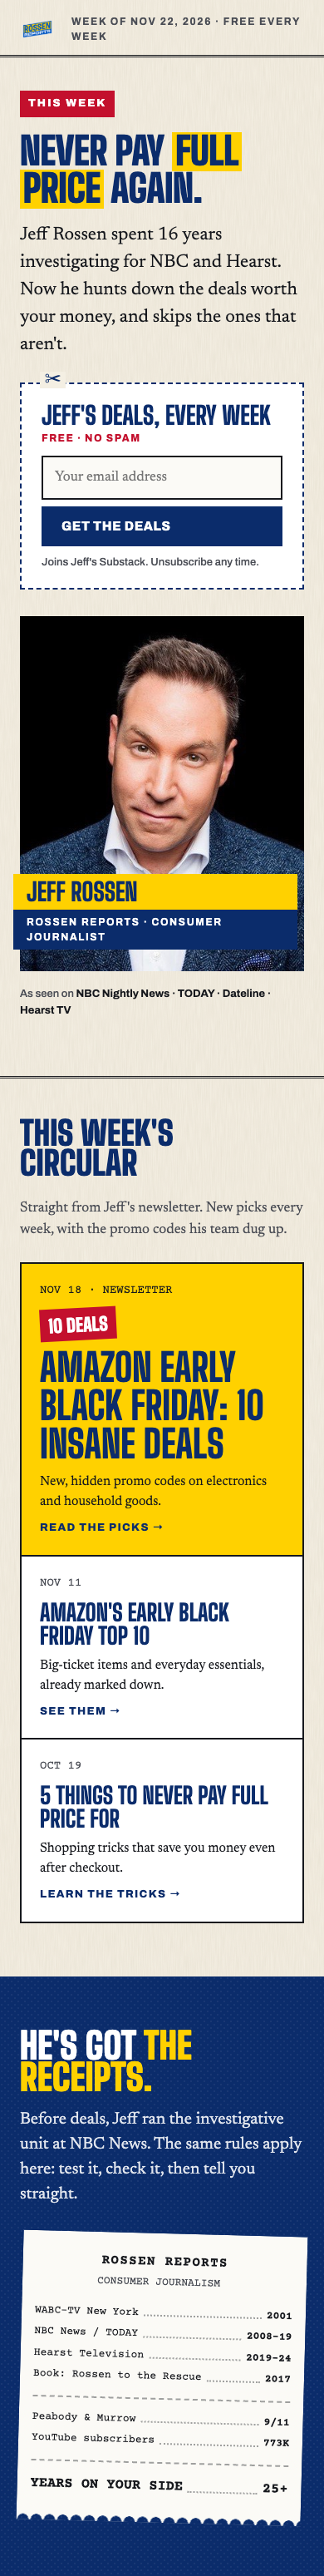 ROSSEN
REPORTS
WEEK OF NOV 22, 2026 · FREE EVERY
WEEK
THIS WEEK
NEVER PAY FULL
PRICE AGAIN.
Jeff Rossen spent 16 years
investigating for NBC and Hearst.
Now he hunts down the deals worth
your money, and skips the ones that
aren't.
JEFF'S DEALS, EVERY WEEK
FREE · NO SPAM
Your email address
GET THE DEALS
Joins Jeff's Substack. Unsubscribe any time.
JEFF ROSSEN
ROSSEN REPORTS · CONSUMER
JOURNALIST
As seen on NBC Nightly News · TODAY · Dateline ·
Hearst TV
THIS WEEK'S
CIRCULAR
Straight from Jeff's newsletter. New picks every
week, with the promo codes his team dug up.
NOV 18 · NEWSLETTER
10 DEALS
AMAZON EARLY
BLACK FRIDAY: 10
INSANE DEALS
New, hidden promo codes on electronics
and household goods.
READ THE PICKS →
NOV 11
AMAZON'S EARLY BLACK
FRIDAY TOP 10
Big-ticket items and everyday essentials,
already marked down.
SEE THEM →
OCT 19
5 THINGS TO NEVER PAY FULL
PRICE FOR
Shopping tricks that save you money even
after checkout.
LEARN THE TRICKS →
HE'S GOT THE
RECEIPTS.
Before deals, Jeff ran the investigative
unit at NBC News. The same rules apply
here: test it, check it, then tell you
straight.
ROSSEN REPORTS
CONSUMER JOURNALISM
WABC-TV New York 2001
NBC News / TODAY 2008-19
Hearst Television 2019-24
Book: Rossen to the Rescue 2017
Peabody & Murrow 9/11
YouTube subscribers 773K
YEARS ON YOUR SIDE 25+